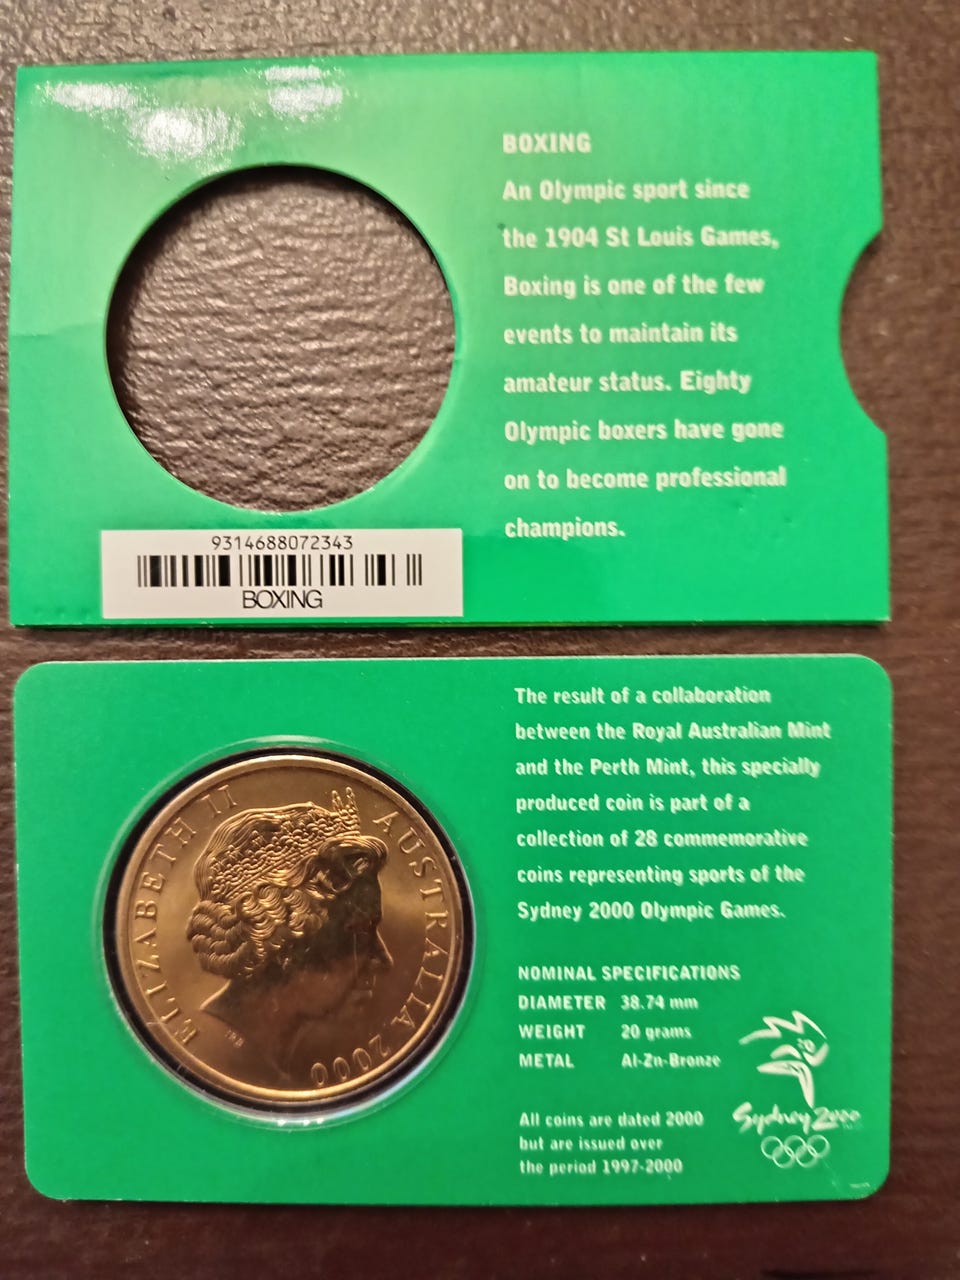 BOXING
An Olympic sport since
the 1904 St Louis Games,
Boxing is one of the few
events to maintain its
amateur status. Eighty
Olympic boxers have gone
on to become professional
champions.
9314688072343
BOXING
The result of a collaboration
between the Royal Australian Mint
and the Perth Mint, this specially
produced coin is part of a
collection of 28 commemorative
coins representing sports of the
Sydney 2000 Olympic Games.
NOMINAL SPECIFICATIONS
DIAMETER 38.74 mm
WEIGHT 20 grams
METAL Al-Zn-Bronze
All coins are dated 2000
but are issued over
the period 1997-2000
Sydney 2000
ELIZABETH II AUSTRALIA 2000
IRB